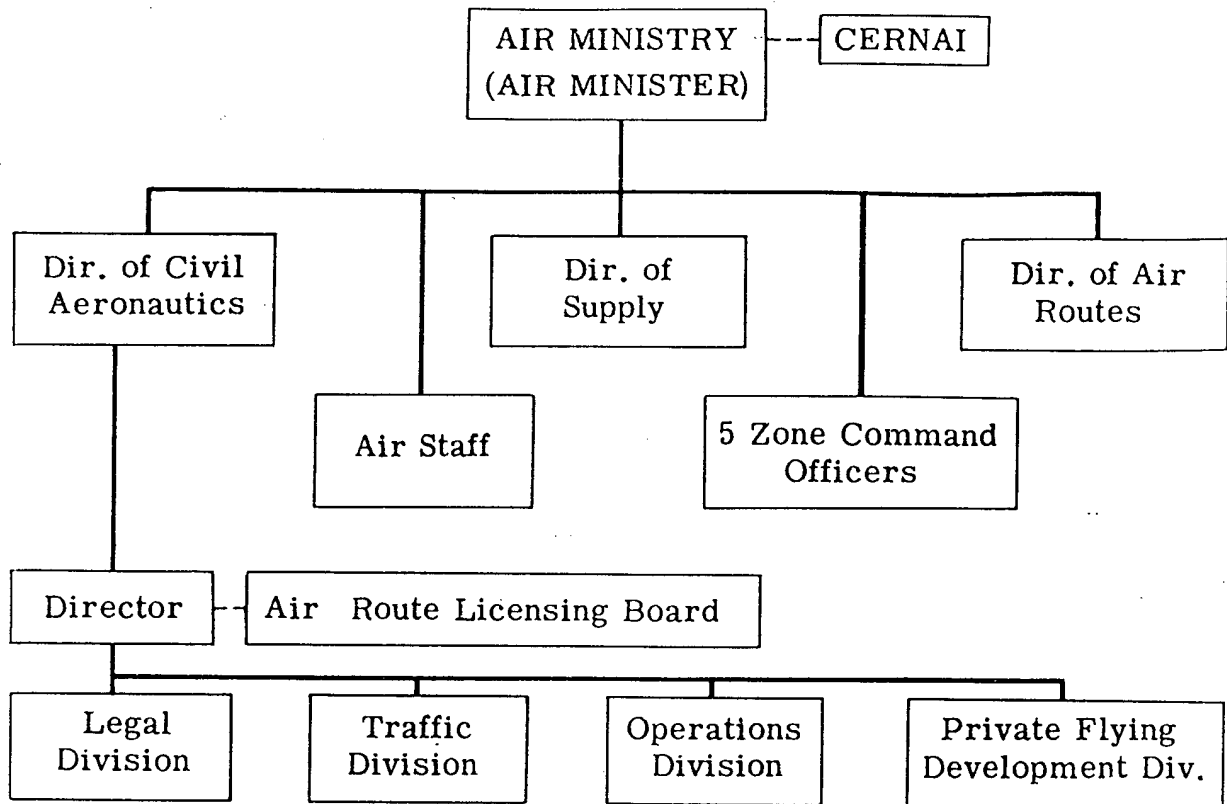 AIR MINISTRY
(AIR MINISTER)
CERNAI
Dir. of Civil
Aeronautics
Dir. of
Supply
Dir. of Air
Routes
Air Staff
5 Zone Command
Officers
Director
Air Route Licensing Board
Legal
Division
Traffic
Division
Operations
Division
Private Flying
Development Div.